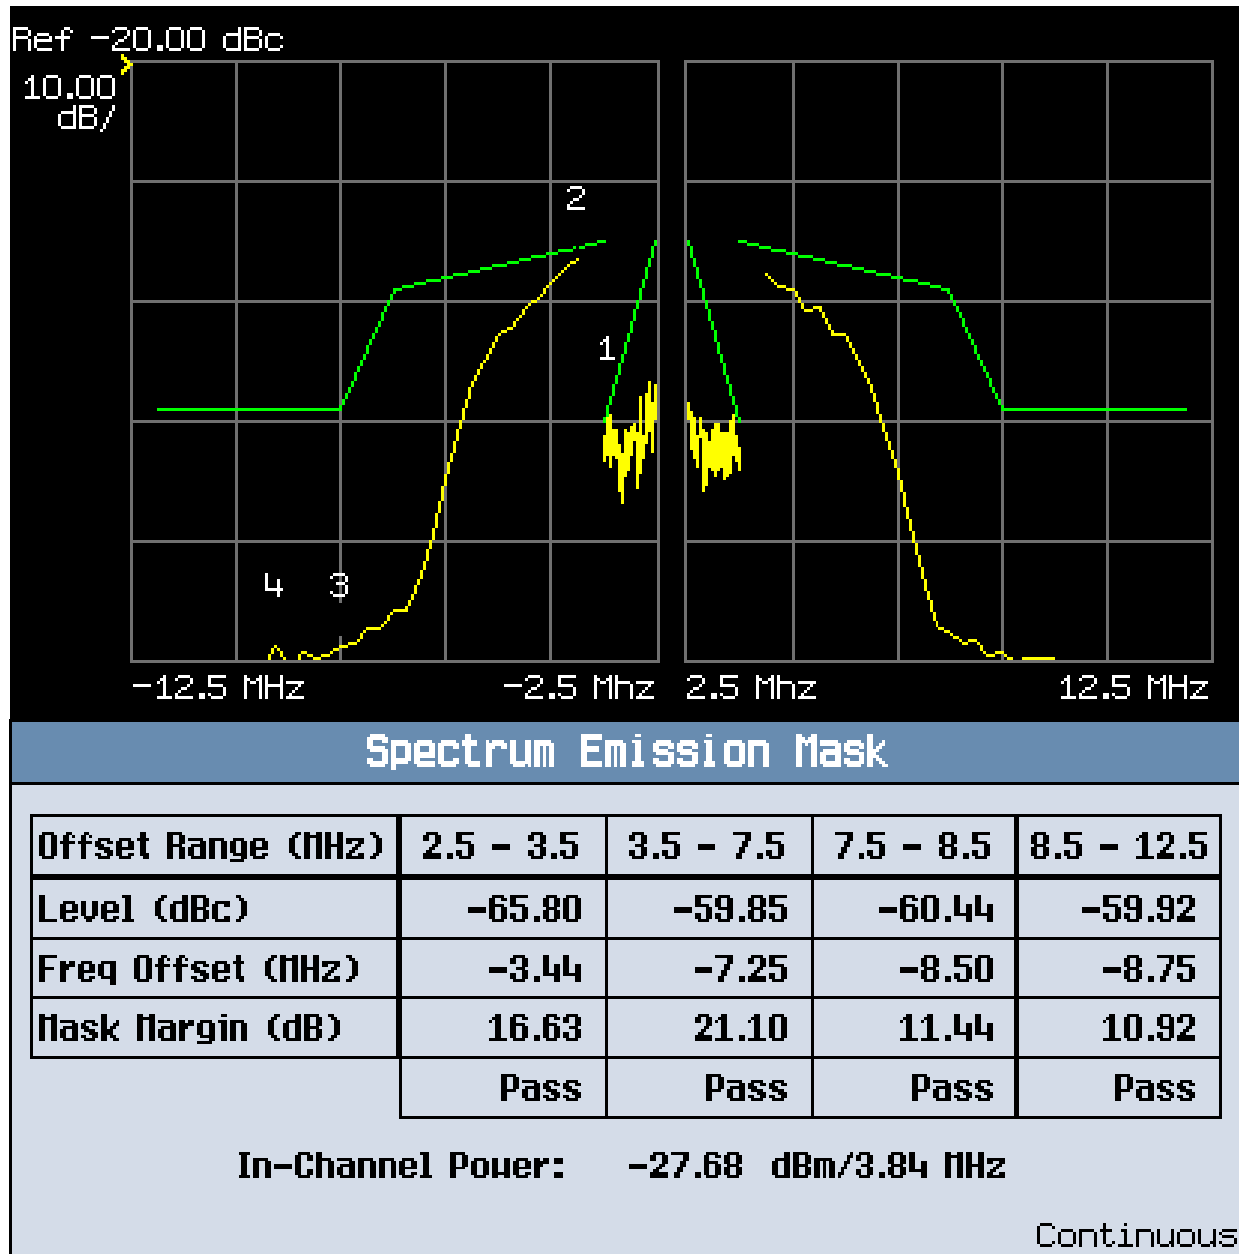 Ref -20.00 dBc
10.00
dB/
2
1
4 3
-12.5 MHz -2.5 Mhz 2.5 Mhz 12.5 MHz
Spectrum Emission Mask
Offset Range (MHz) 2.5 - 3.5 3.5 - 7.5 7.5 - 8.5 8.5 - 12.5
Level (dBc) -65.80 -59.85 -60.44 -59.92
Freq Offset (MHz) -3.44 -7.25 -8.50 -8.75
Mask Margin (dB) 16.63 21.10 11.44 10.92
Pass Pass Pass Pass
In-Channel Power: -27.68 dBm/3.84 MHz
Continuous